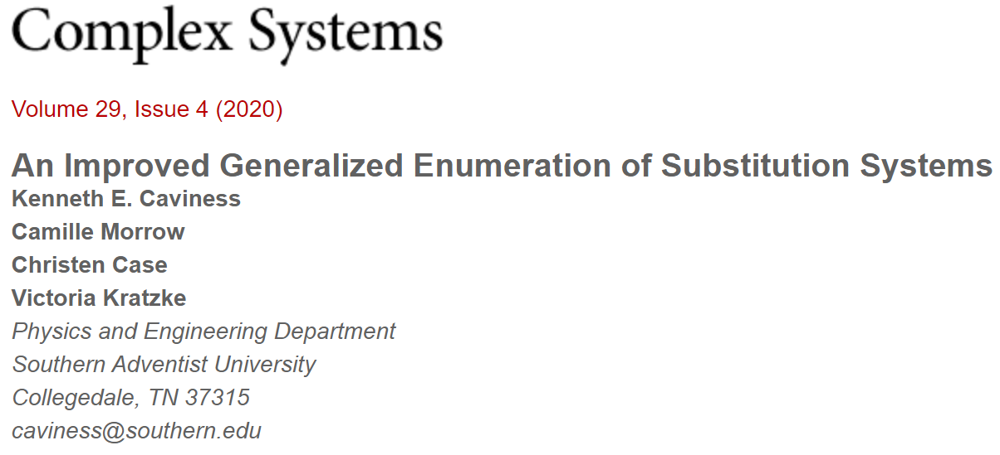 Complex Systems
Volume 29, Issue 4 (2020)
An Improved Generalized Enumeration of Substitution Systems
Kenneth E. Caviness
Camille Morrow
Christen Case
Victoria Kratzke
Physics and Engineering Department
Southern Adventist University
Collegedale, TN 37315
caviness@southern.edu